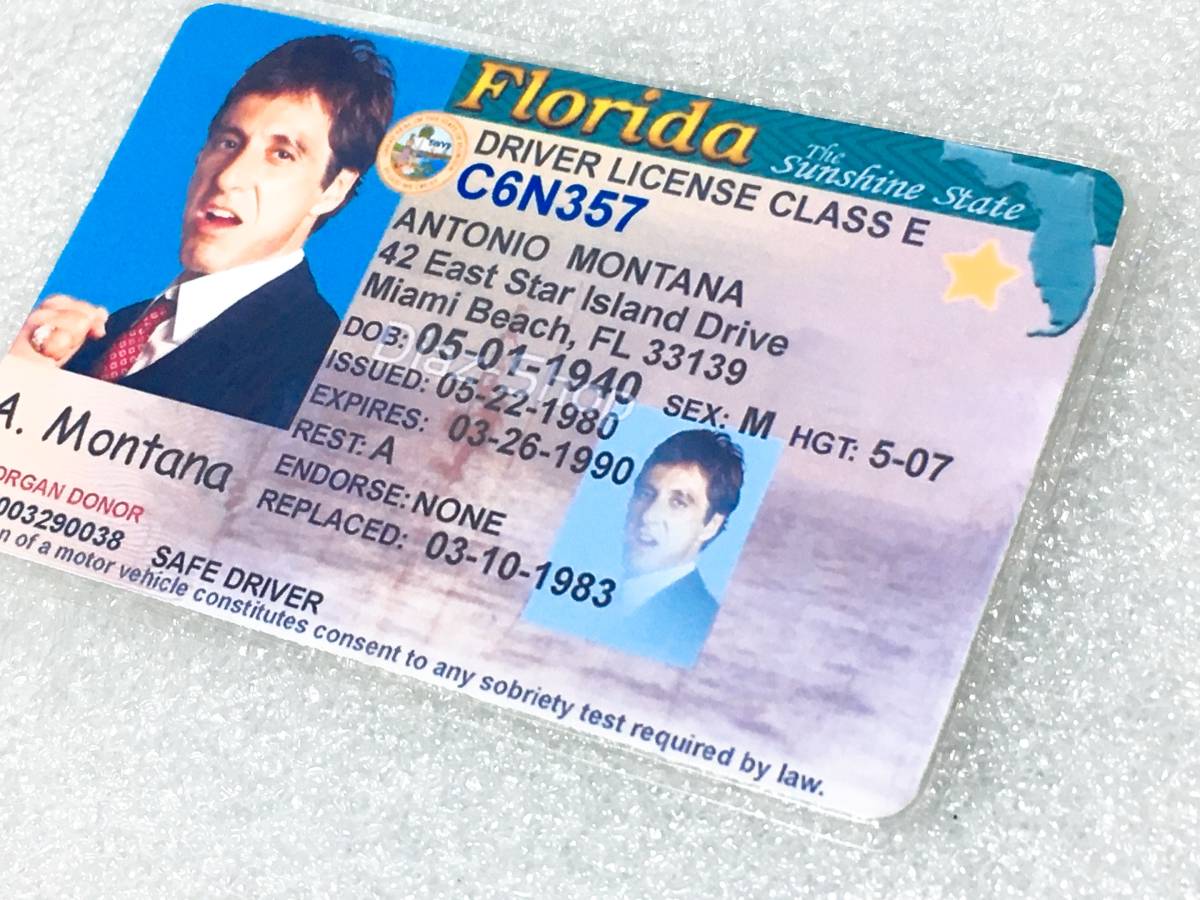 Florida
The
Sunshine State
DRIVER LICENSE CLASS E
C6N357
ANTONIO MONTANA
42 East Star Island Drive
Miami Beach, FL 33139
DOB: 05-01-1940 SEX: M HGT: 5-07
ISSUED: 05-22-1980
EXPIRES: 03-26-1990
REST: A
ENDORSE: NONE
REPLACED: 03-10-1983
A. Montana
ORGAN DONOR
003290038 SAFE DRIVER
n of a motor vehicle constitutes consent to any sobriety test required by law.